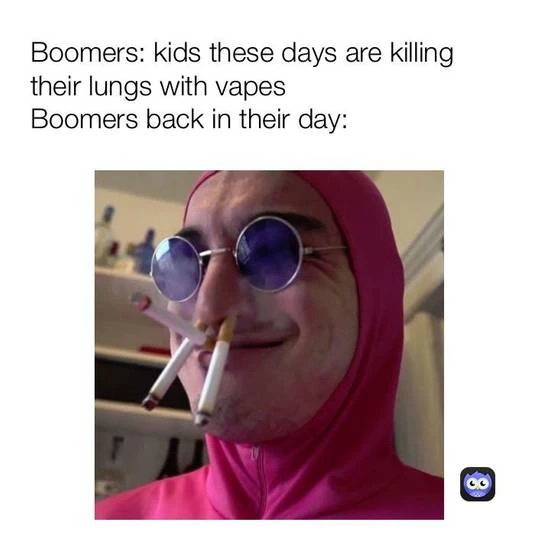 Boomers: kids these days are killing
their lungs with vapes
Boomers back in their day: